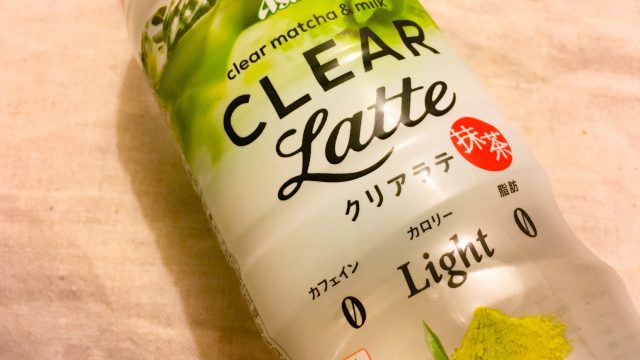 Asahi
clear matcha & milk
CLEAR
Latte
クリアラテ
抹茶
カフェイン
0
カロリー
Light
脂肪
0